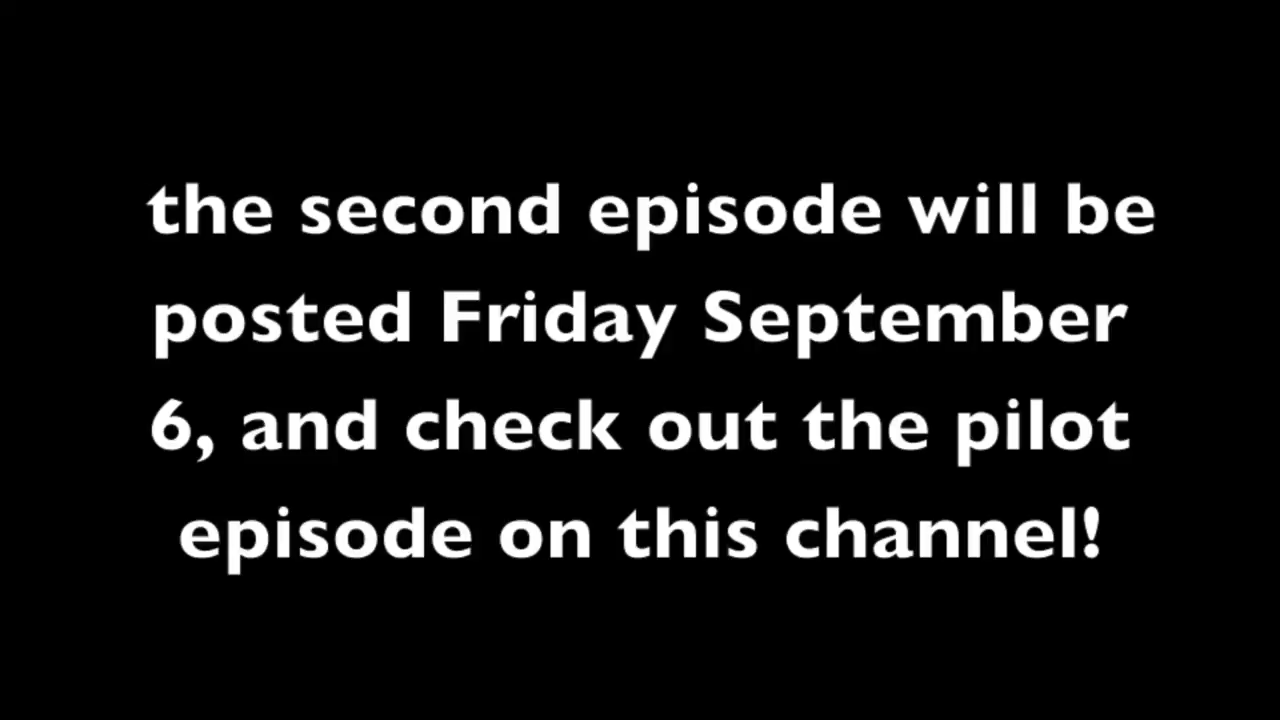 the second episode will be
posted Friday September
6, and check out the pilot
episode on this channel!